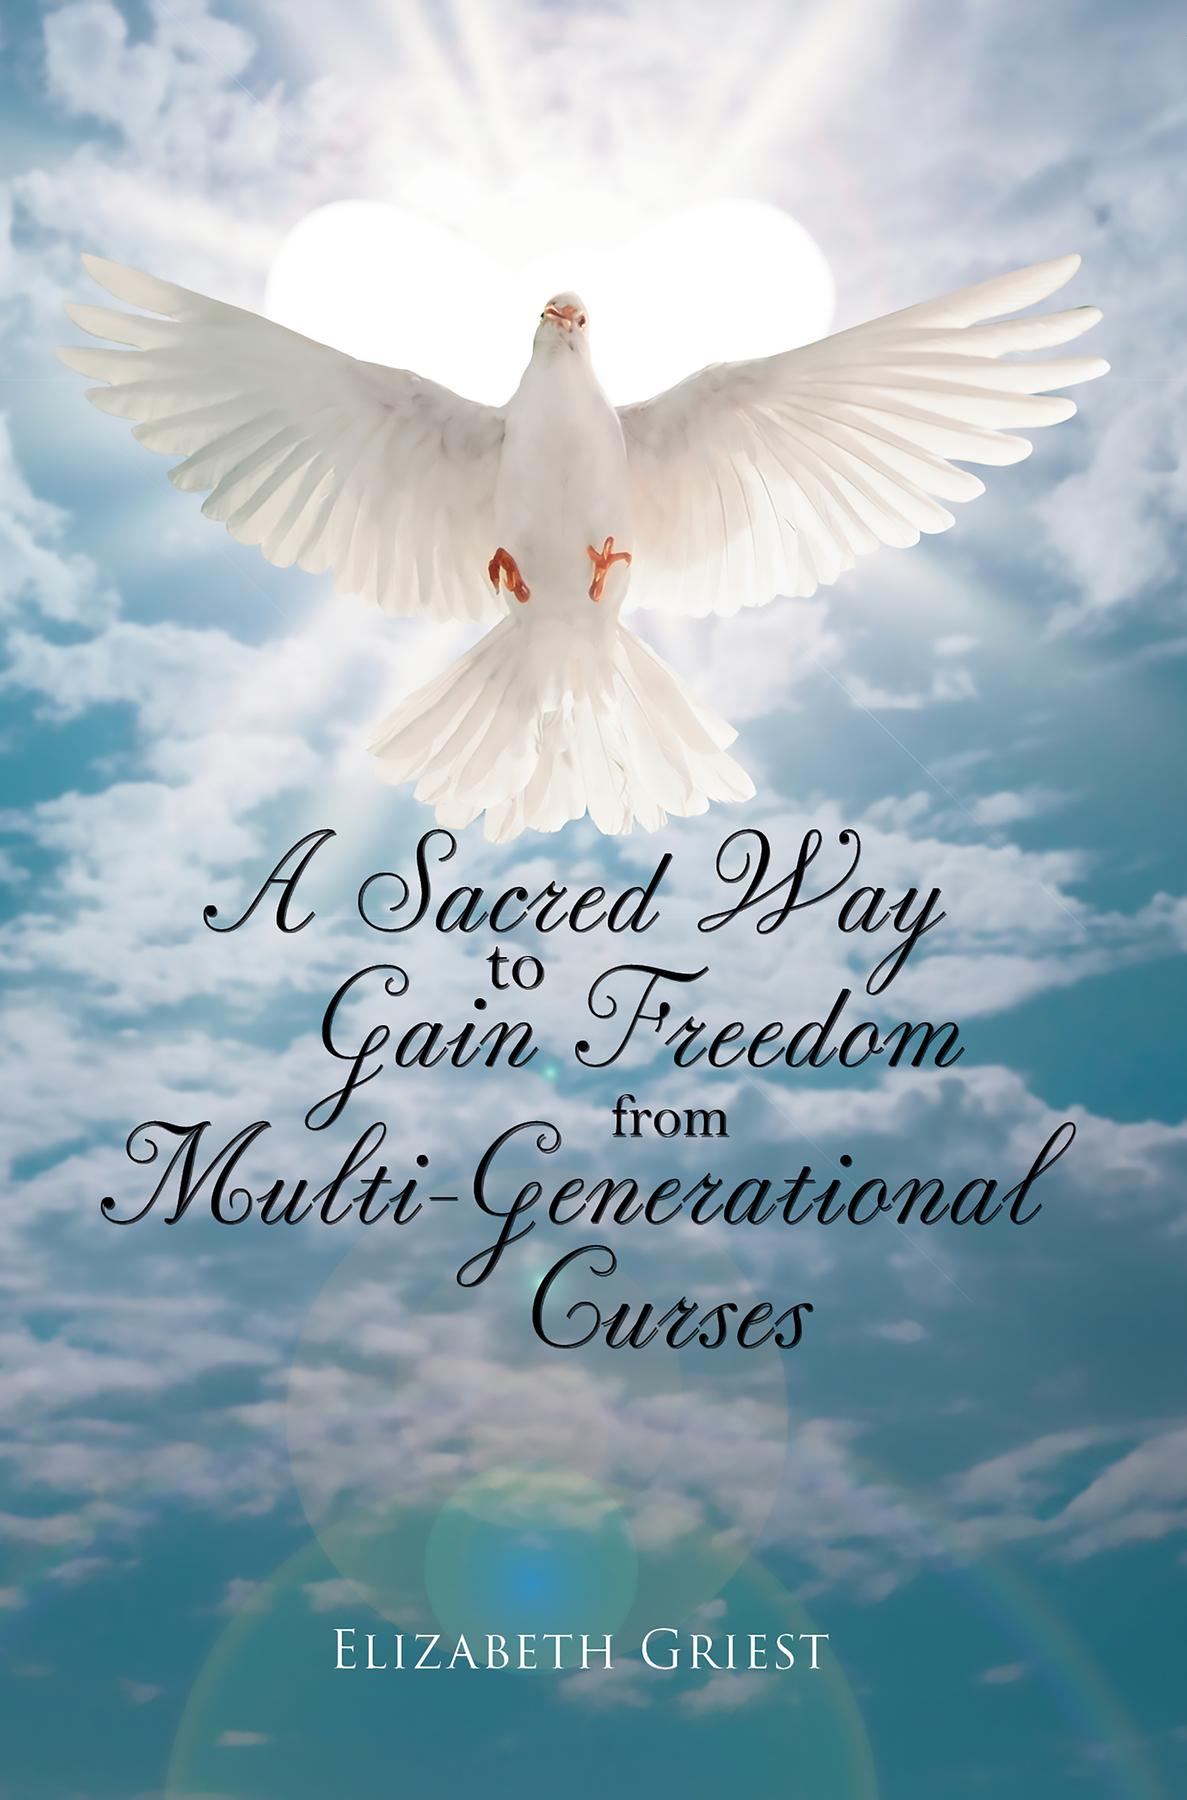 A Sacred Way
to
Gain Freedom
from
Multi-Generational
Curses
Elizabeth Griest